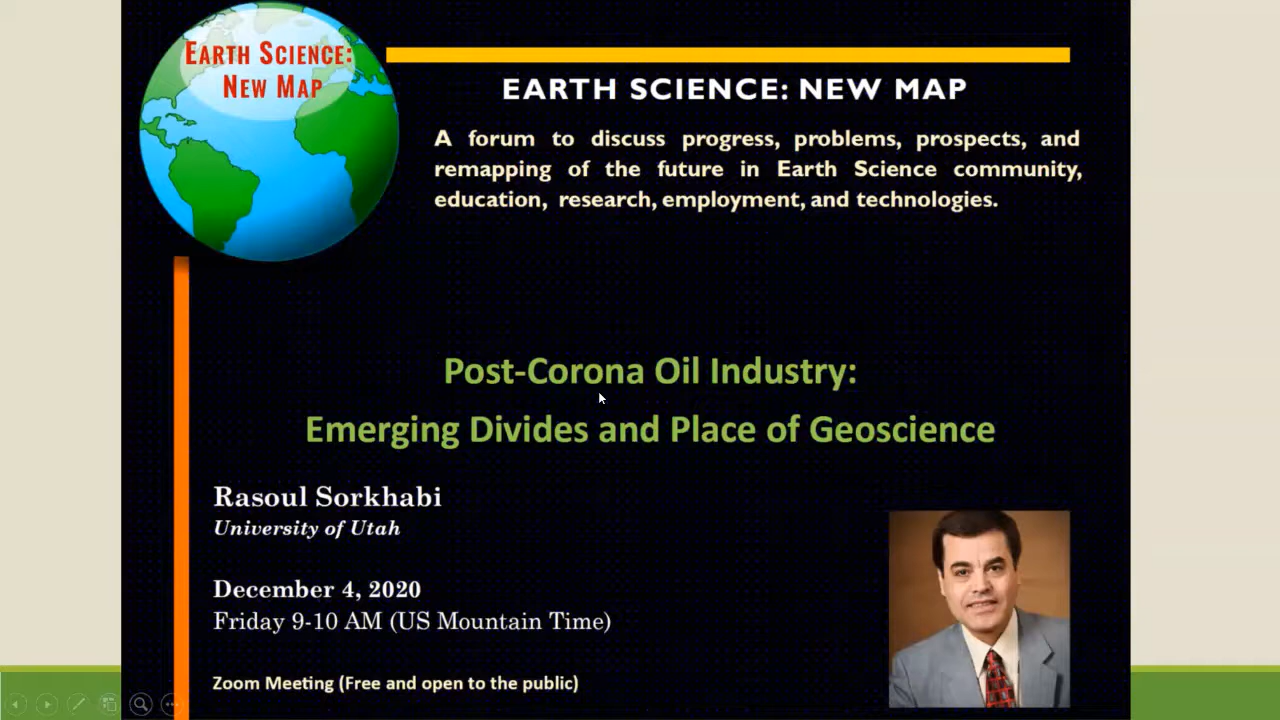 EARTH SCIENCE:
NEW MAP
EARTH SCIENCE: NEW MAP
A forum to discuss progress, problems, prospects, and
remapping of the future in Earth Science community,
education, research, employment, and technologies.
Post-Corona Oil Industry:
Emerging Divides and Place of Geoscience
Rasoul Sorkhabi
University of Utah
December 4, 2020
Friday 9-10 AM (US Mountain Time)
Zoom Meeting (Free and open to the public)